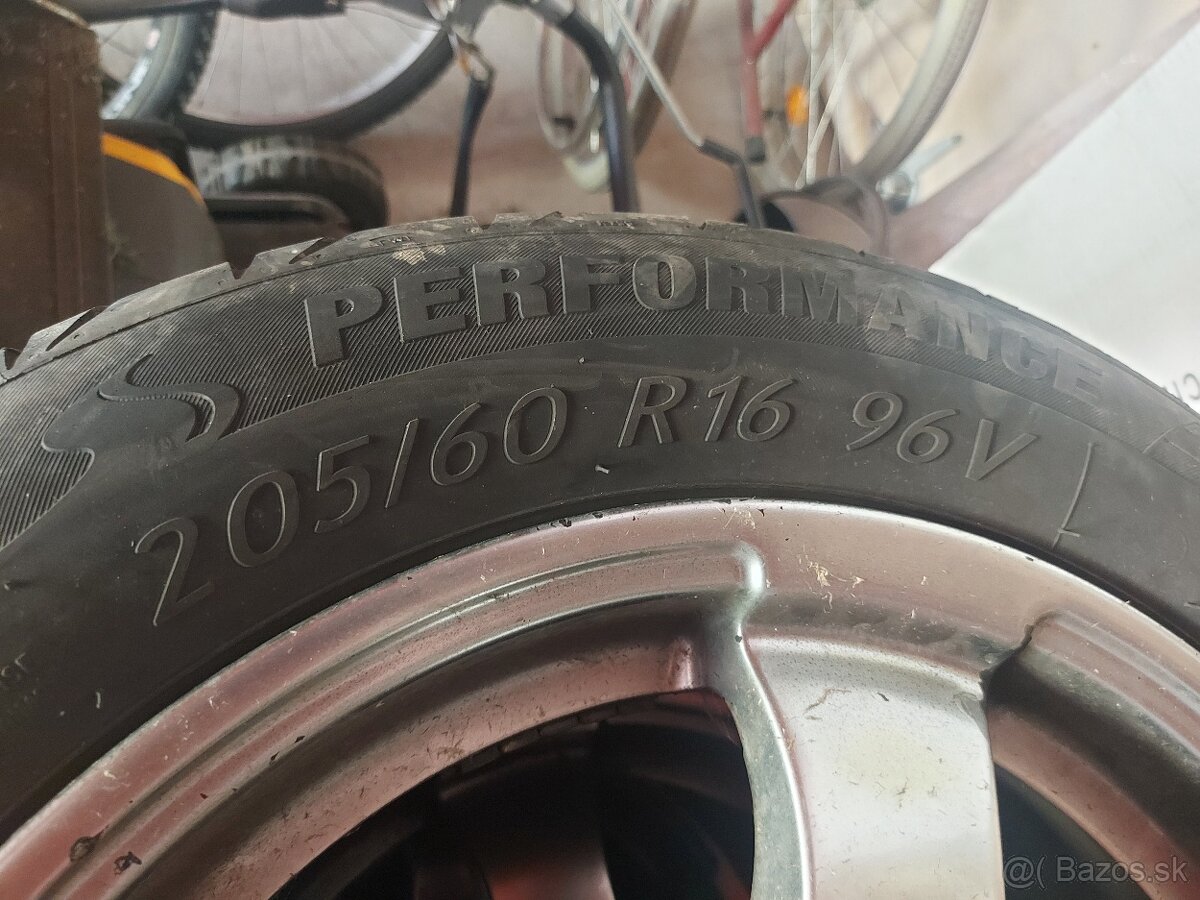 PERFORMANCE
205/60 R16 96V
@( Bazos.sk